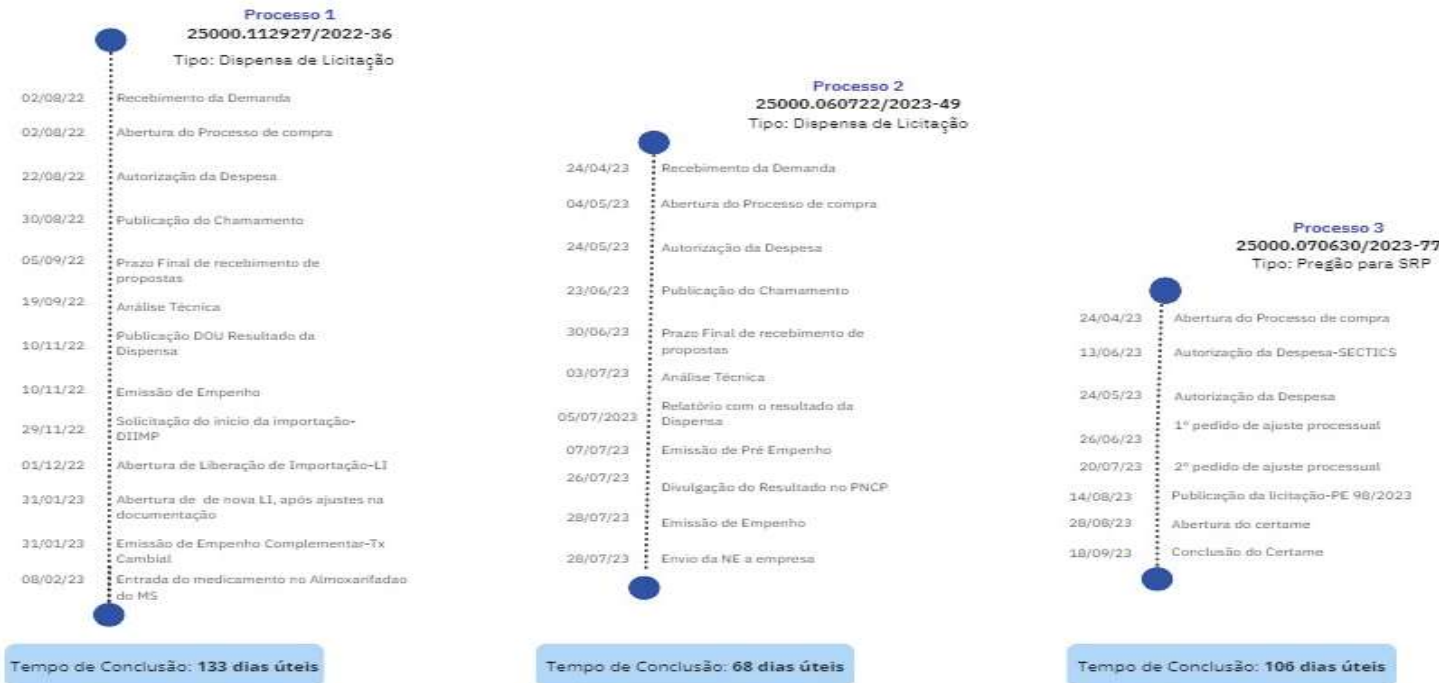 Processo 1
25000.112927/2022-36
Tipo: Dispensa de Licitação
02/08/22 Recebimento da Demanda
02/08/22 Abertura do Processo de compra
22/08/22 Autorização da Despesa
30/08/22 Publicação do Chamamento
05/09/22 Prazo Final de recebimento de
propostas
19/09/22 Análise Técnica
Publicação DOU Resultado da
10/11/22 Dispensa
10/11/22 Emissão de Empenho
Solicitação do inicio da importação-
29/11/22 DIIMP
01/12/22 Abertura de Liberação de Importação-LI
31/01/23 Abertura de de nova LI, após ajustes na
documentação
31/01/23 Emissão de Empenho Complementar-Tx
Cambial
08/02/23 Entrada do medicamento no Almoxarifadao
do MS
Tempo de Conclusão: 133 dias úteis
Processo 2
25000.060722/2023-49
Tipo: Dispensa de Licitação
24/04/23 Recebimento da Demanda
04/05/23 Abertura do Processo de compra
24/05/23 Autorização da Despesa
23/06/23 Publicação do Chamamento
30/06/23 Prazo Final de recebimento de
propostas
03/07/23 Análise Técnica
Relatório com o resultado da
05/07/2023 Dispensa
07/07/23 Emissão de Pré Empenho
26/07/23 Divulgação do Resultado no PNCP
28/07/23 Emissão de Empenho
28/07/23 Envio da NE a empresa
Tempo de Conclusão: 68 dias úteis
Processo 3
25000.070630/2023-77
Tipo: Pregão para SRP
24/04/23 Abertura do Processo de compra
13/06/23 Autorização da Despesa-SECTICS
24/05/23 Autorização da Despesa
26/06/23 1º pedido de ajuste processual
20/07/23 2º pedido de ajuste processual
14/08/23 Publicação da licitação-PE 98/2023
28/08/23 Abertura do certame
18/09/23 Conclusão do Certame
Tempo de Conclusão: 106 dias úteis